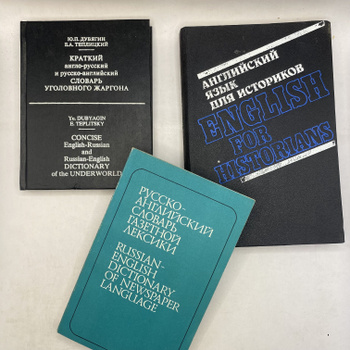 Ю.П. ДУБЯГИН
Е.А. ТЕПЛИЦКИЙ
КРАТКИЙ
англо-русский
и русско-английский
СЛОВАРЬ
УГОЛОВНОГО ЖАРГОНА
Yu. DUBYAGIN
E. TEPLITSKY
CONCISE
English-Russian
and
Russian-English
DICTIONARY
of the UNDERWORLD
АНГЛИЙСКИЙ
ЯЗЫК
ДЛЯ ИСТОРИКОВ
ENGLISH
FOR
HISTORIANS
РУССКО-
АНГЛИЙСКИЙ
СЛОВАРЬ
ГАЗЕТНОЙ
ЛЕКСИКИ
RUSSIAN-
ENGLISH
DICTIONARY
OF NEWSPAPER
LANGUAGE